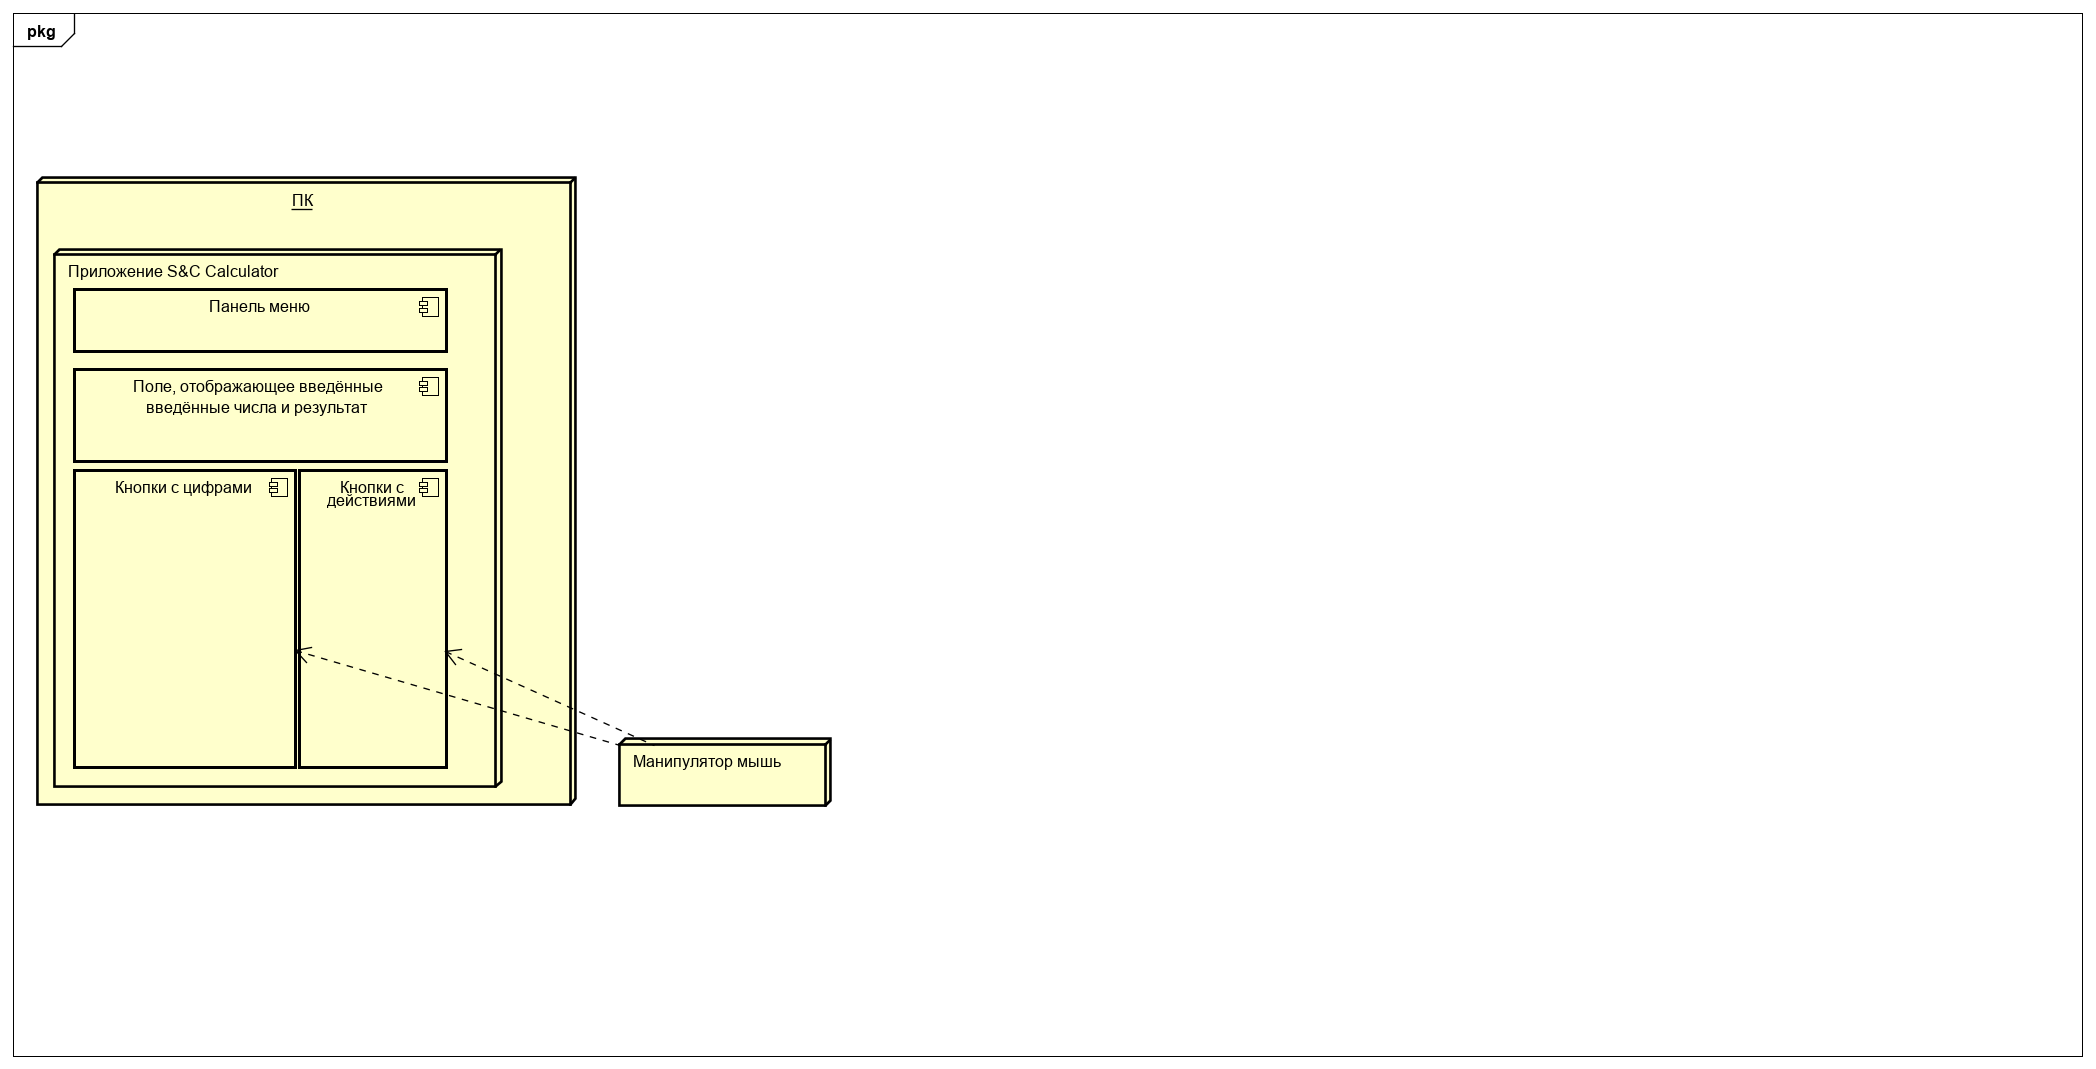 pkg
ПК
Приложение S&C Calculator
Панель меню
Поле, отображающее введённые
введённые числа и результат
Кнопки с цифрами
Кнопки с
действиями
Манипулятор мышь